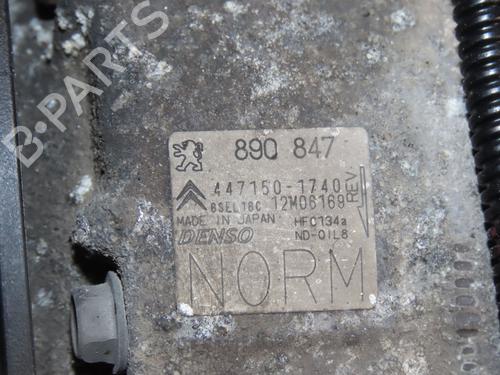 B-PARTS
890 847
447150-1740
6SEL16C 12M06169
REV
MADE IN JAPAN HFC134a
DENSO ND-OIL8
NORM